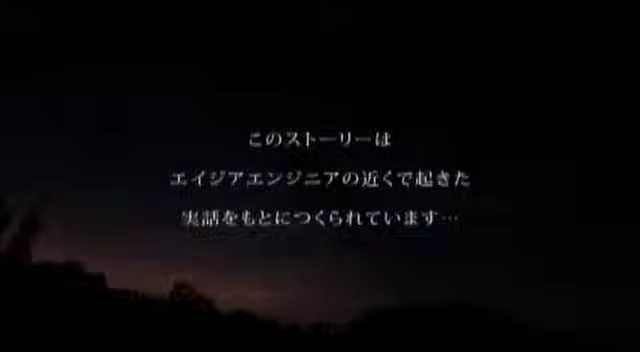 このストーリーは
エイジアエンジニアの近くで起きた
実話をもとにつくられています…